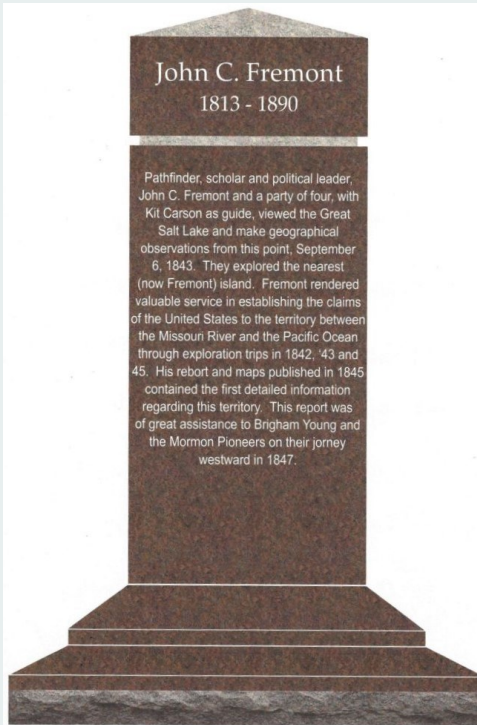 John C. Fremont
1813 - 1890
Pathfinder, scholar and political leader,
John C. Fremont and a party of four, with
Kit Carson as guide, viewed the Great
Salt Lake and make geographical
observations from this point, September
6, 1843. They explored the nearest
(now Fremont) island. Fremont rendered
valuable service in establishing the claims
of the United States to the territory between
the Missouri River and the Pacific Ocean
through exploration trips in 1842, '43 and
45. His rebort and maps published in 1845
contained the first detailed information
regarding this territory. This report was
of great assistance to Brigham Young and
the Mormon Pioneers on their jorney
westward in 1847.